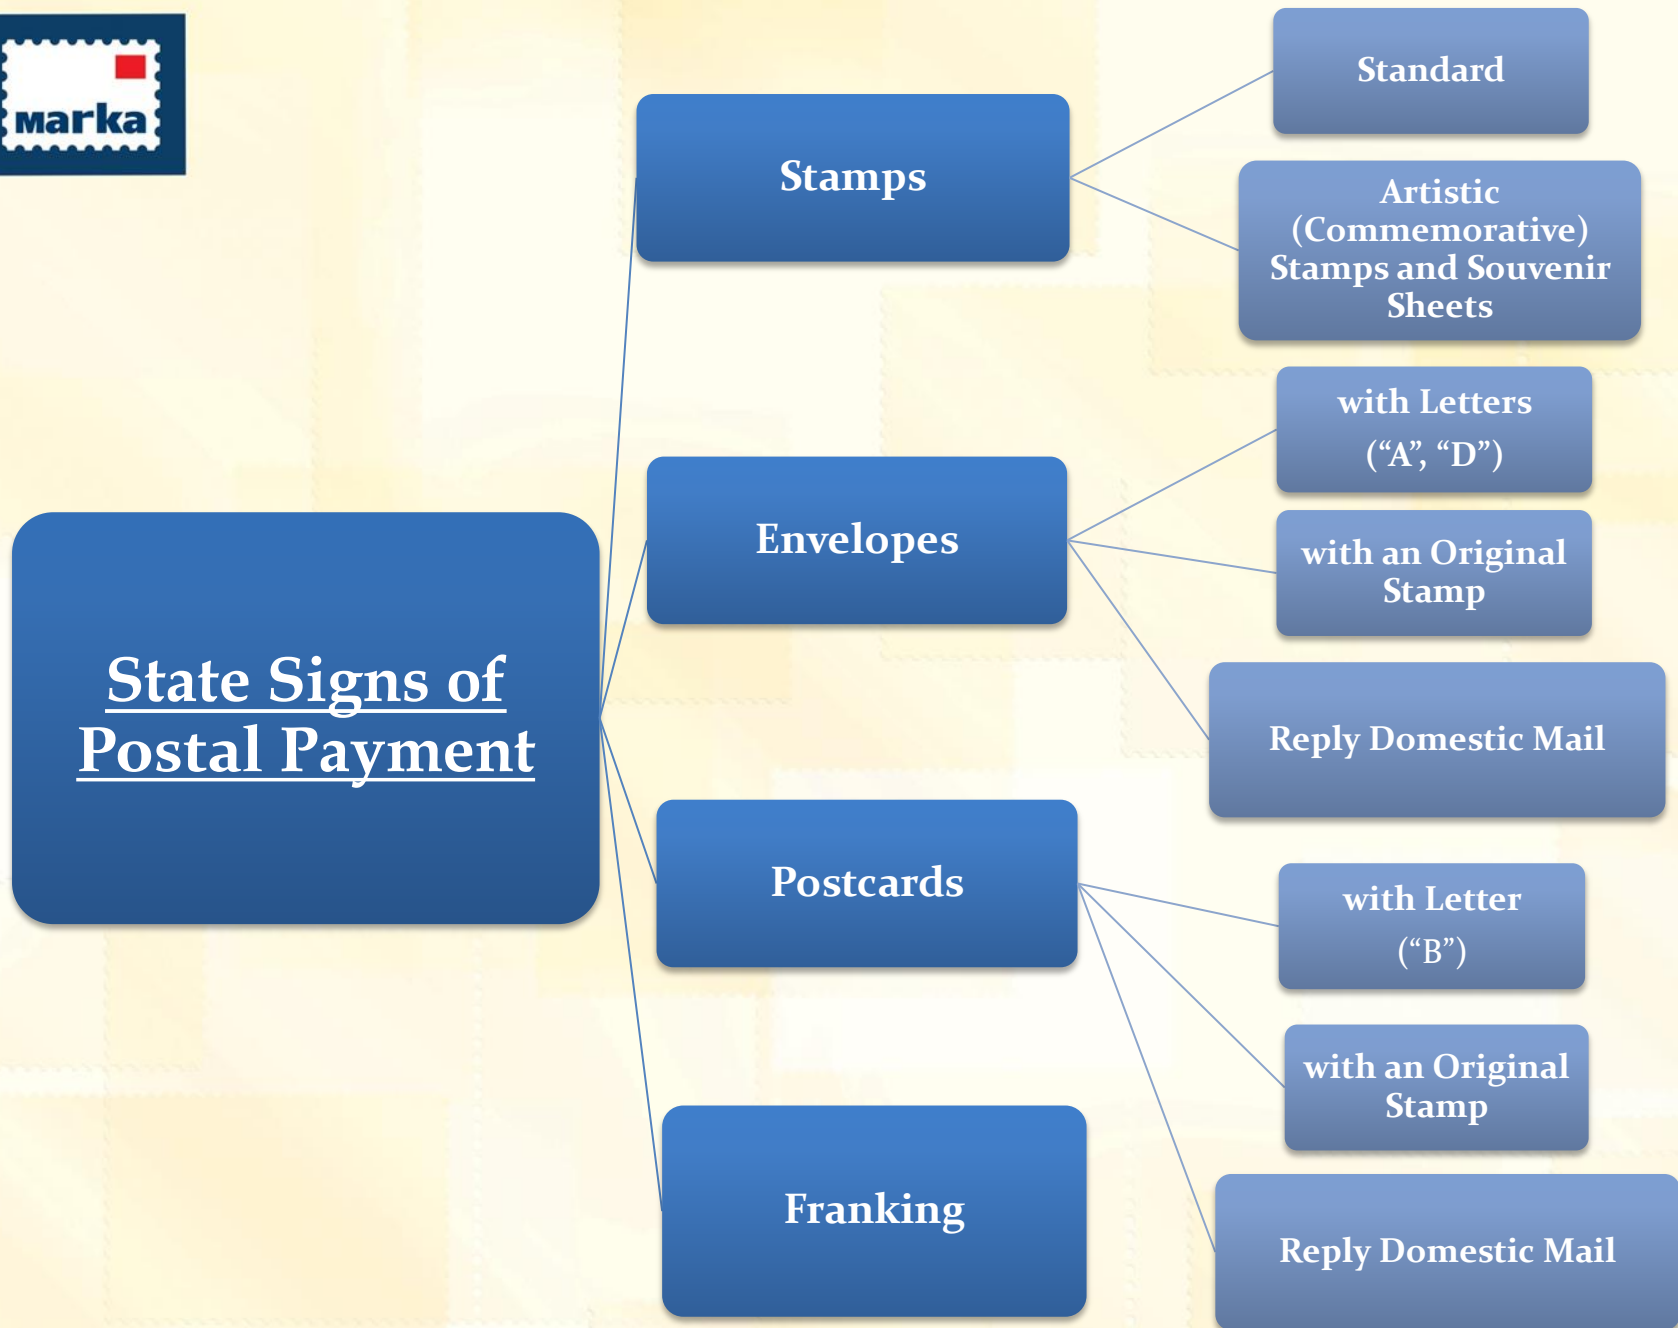 marka
State Signs of
Postal Payment
Stamps
Standard
Artistic
(Commemorative)
Stamps and Souvenir
Sheets
Envelopes
with Letters
(“A”, “D”)
with an Original
Stamp
Reply Domestic Mail
Postcards
with Letter
(“B”)
with an Original
Stamp
Reply Domestic Mail
Franking